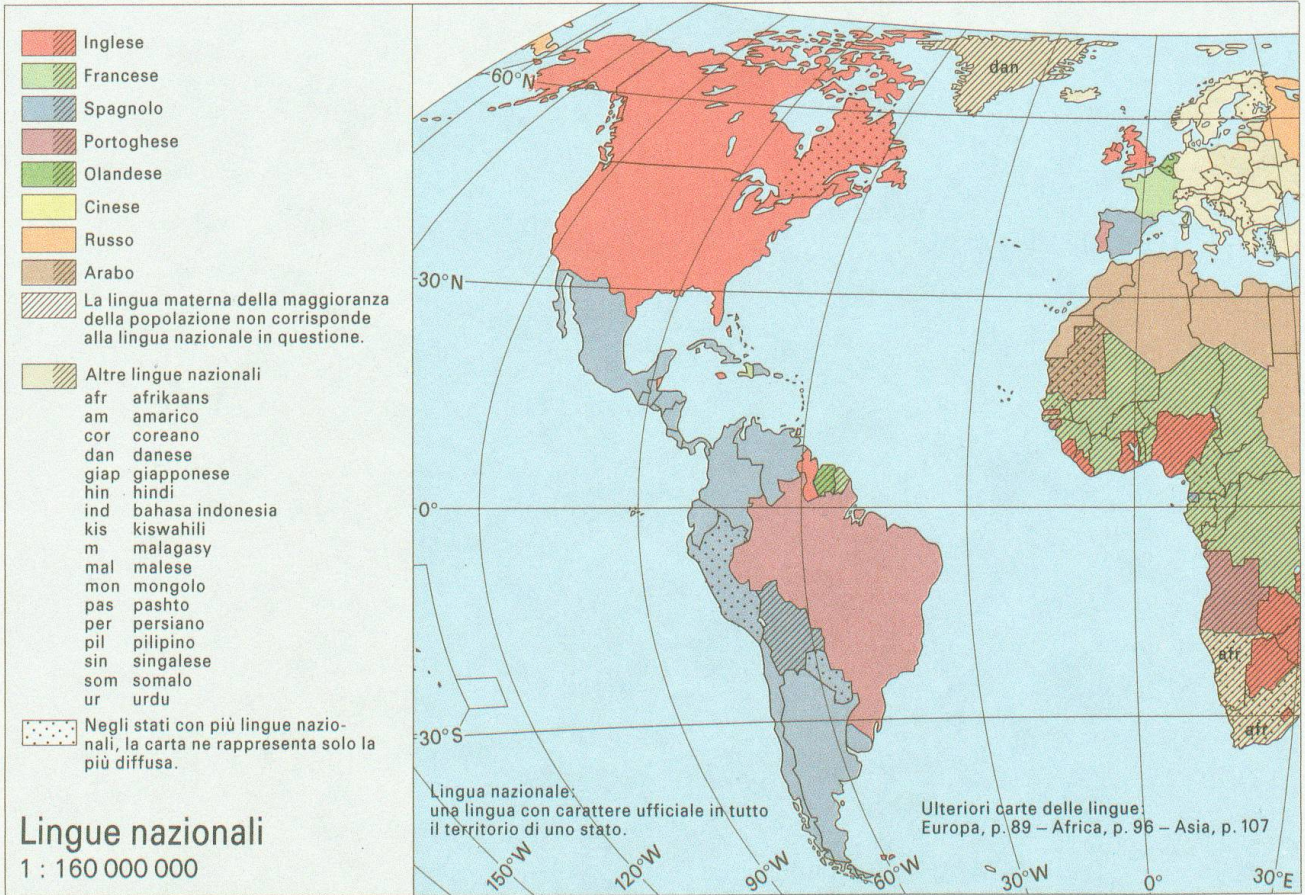 Inglese
Francese
Spagnolo
Portoghese
Olandese
Cinese
Russo
Arabo
La lingua materna della maggioranza
della popolazione non corrisponde
alla lingua nazionale in questione.
Altre lingue nazionali
afr afrikaans
am amarico
cor coreano
dan danese
giap giapponese
hin hindi
ind bahasa indonesia
kis kiswahili
m malagasy
mal malese
mon mongolo
pas pashto
per persiano
pil pilipino
sin singalese
som somalo
ur urdu
Negli stati con più lingue nazio-
nali, la carta ne rappresenta solo la
più diffusa.
Lingue nazionali
1 : 160 000 000
60°N
dan
30°N
0°
afr
30°S
afr
Lingua nazionale:
una lingua con carattere ufficiale in tutto
il territorio di uno stato.
Ulteriori carte delle lingue:
Europa, p. 89 – Africa, p. 96 – Asia, p. 107
150°W
120°W
90°W
60°W
30°W
0°
30°E